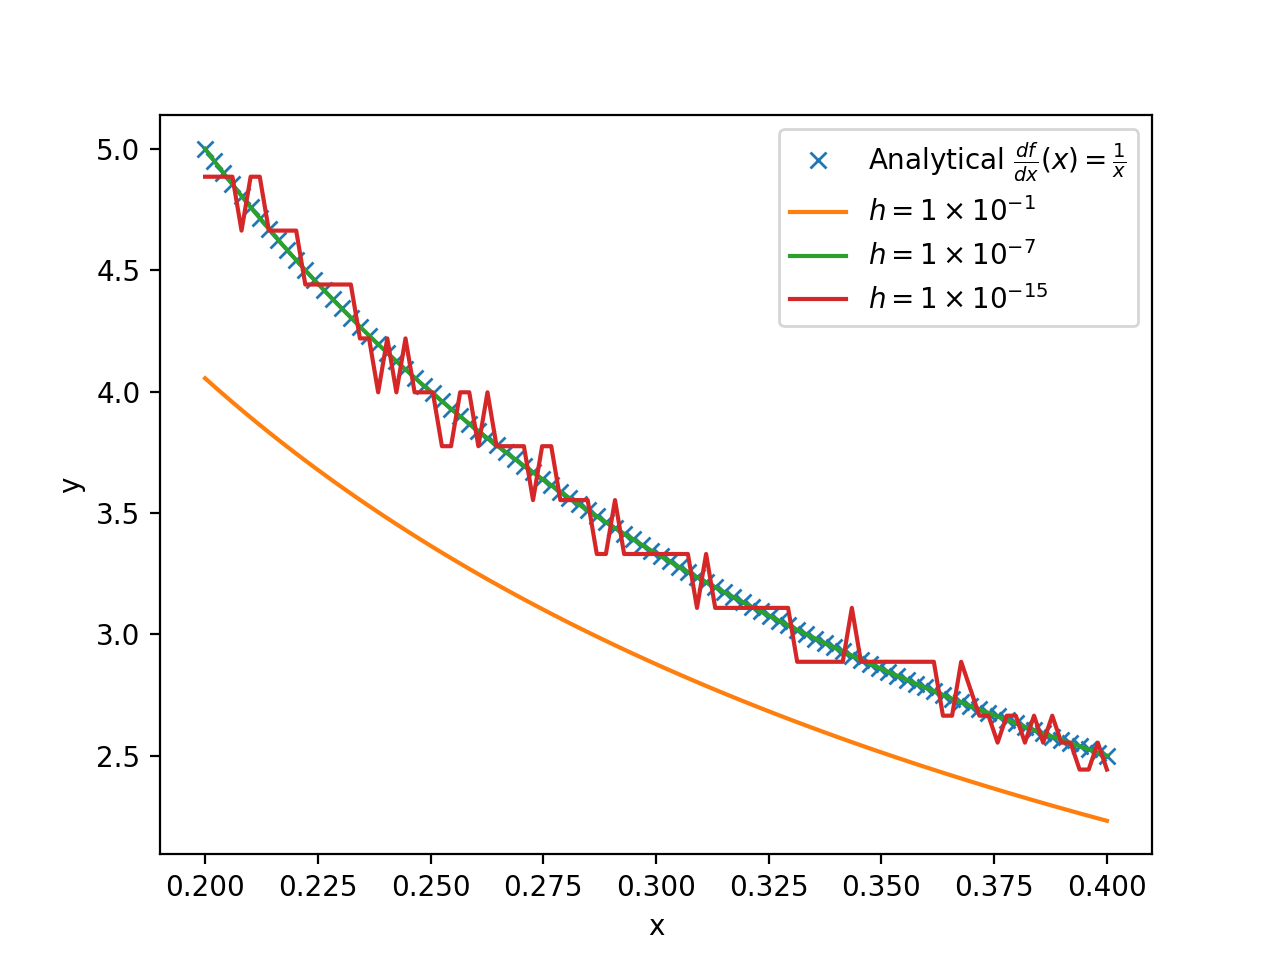 Analytical df/dx(x) = 1/x
h = 1 × 10⁻¹
h = 1 × 10⁻⁷
h = 1 × 10⁻¹⁵
5.0
4.5
4.0
3.5
3.0
2.5
y
0.200 0.225 0.250 0.275 0.300 0.325 0.350 0.375 0.400
x